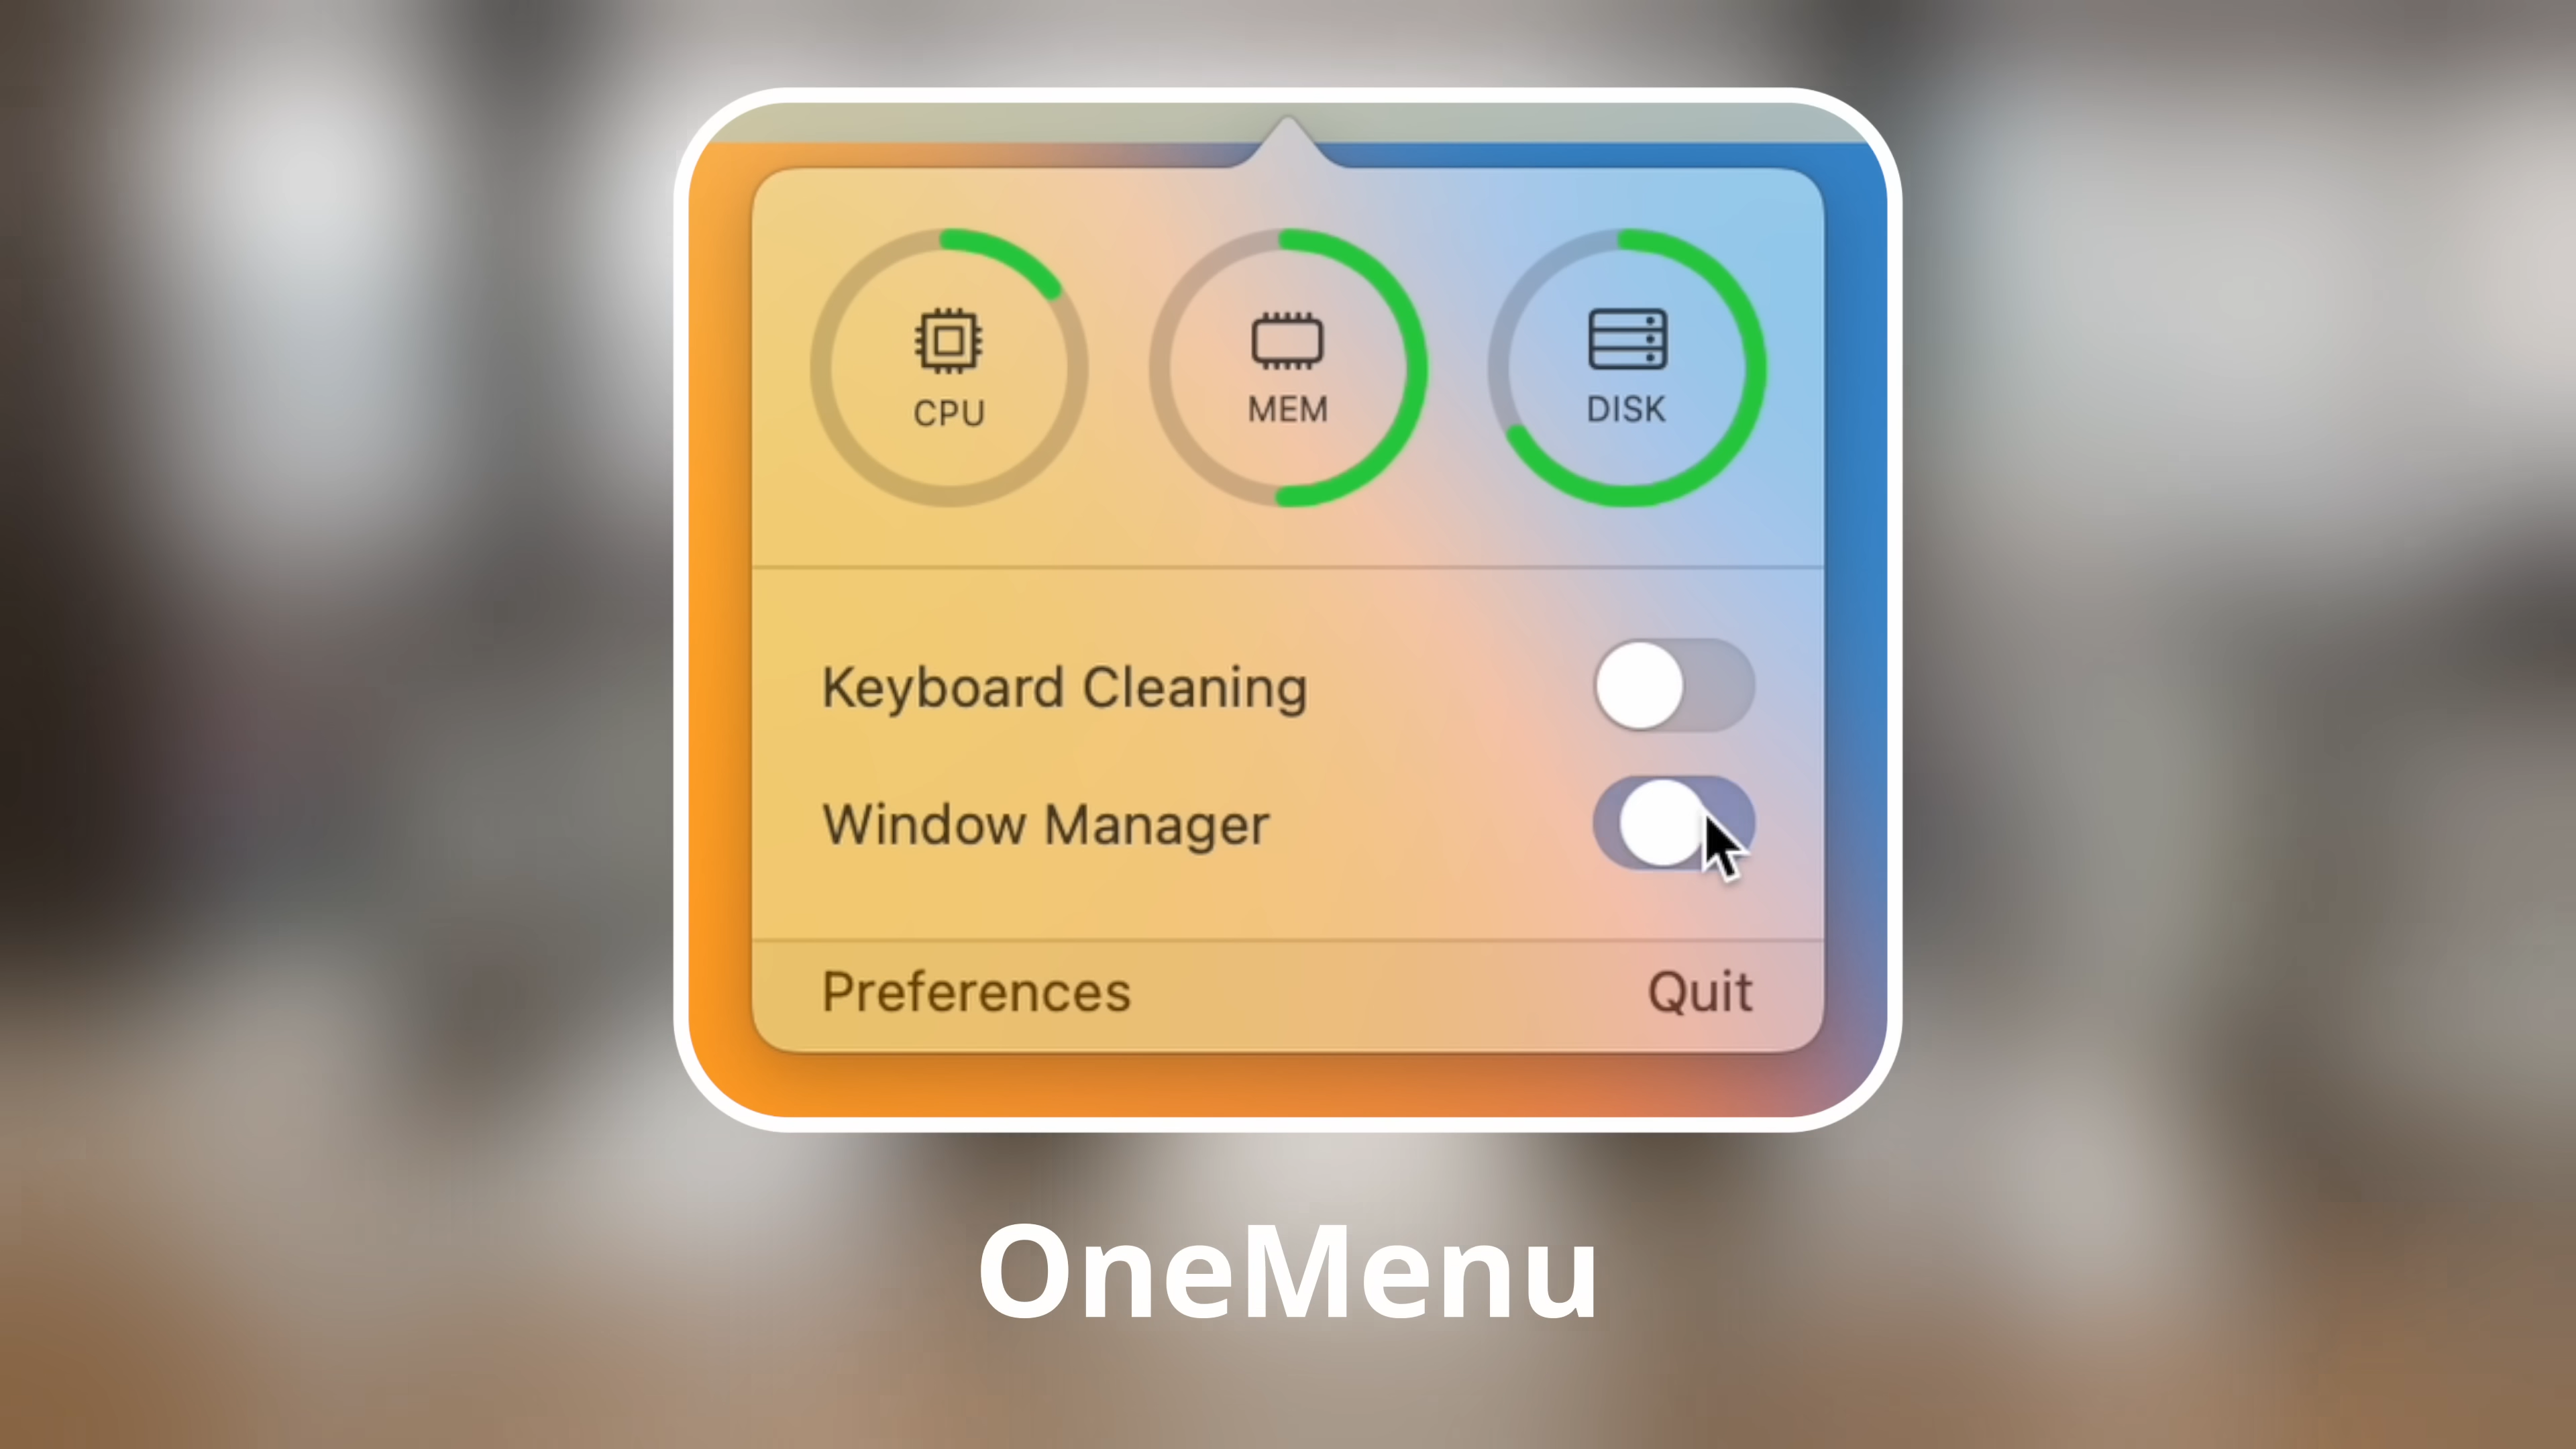 CPU
MEM
DISK
Keyboard Cleaning
Window Manager
Preferences
Quit
OneMenu